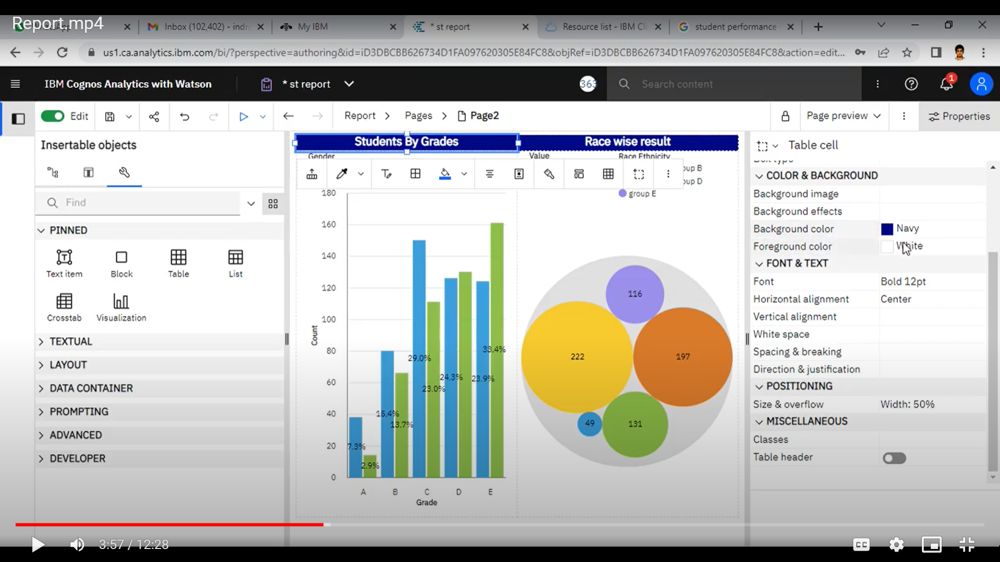 Report.mp4
Inbox (102,402) - indra
My IBM
* st report
Resource list - IBM Cl
student performance
us1.ca.analytics.ibm.com/bi/?perspective=authoring&id=iD3DBCBB626734D1FA097620305E84FC8&objRef=iD3DBCBB626734D1FA097620305E84FC8&action=edit...
IBM Cognos Analytics with Watson
* st report
363
Search content
1
Edit
Report
Pages
Page2
Page preview
Properties
Insertable objects
Find
PINNED
Text item
Block
Table
List
Crosstab
Visualization
TEXTUAL
LAYOUT
DATA CONTAINER
PROMPTING
ADVANCED
DEVELOPER
Students By Grades
Race wise result
Gender
Value
Race Ethnicity
oup B
oup D
group E
180
160
140
120
100
80
60
40
20
0
Count
7.3%
2.9%
15.4%
13.7%
29.0%
23.0%
24.3%
23.9%
33.4%
A
B
C
D
E
Grade
116
222
197
49
131
Table cell
COLOR & BACKGROUND
Background image
Background effects
Background color
Navy
Foreground color
White
FONT & TEXT
Font
Bold 12pt
Horizontal alignment
Center
Vertical alignment
White space
Spacing & breaking
Direction & justification
POSITIONING
Size & overflow
Width: 50%
MISCELLANEOUS
Classes
Table header
3:57 / 12:28
CC